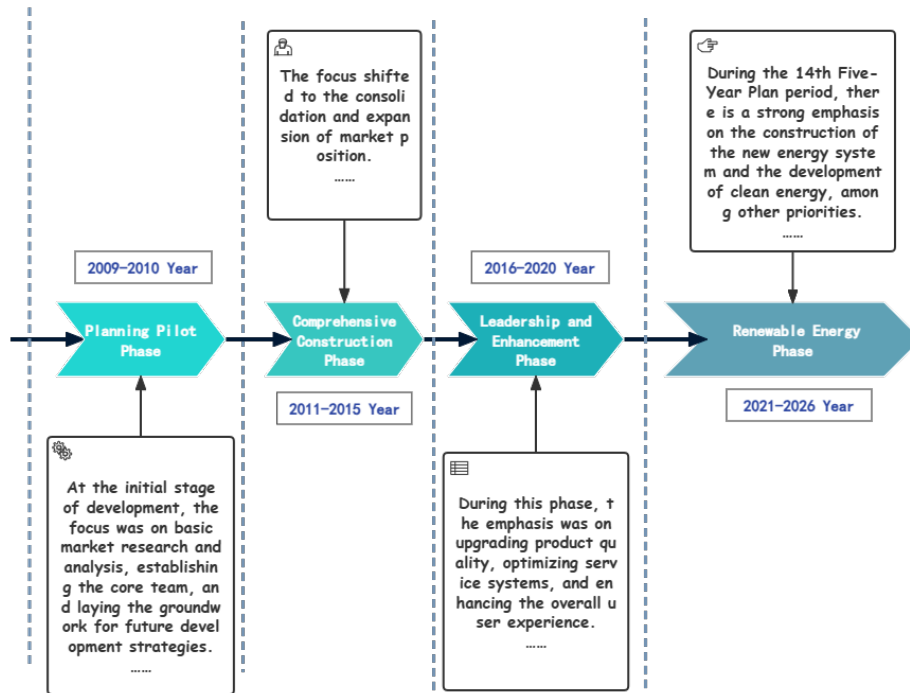 The focus shifte
d to the consoli
dation and expan
sion of market p
osition.
……
During the 14th Five-
Year Plan period, ther
e is a strong emphasis
on the construction of
the new energy syste
m and the development
of clean energy, amon
g other priorities.
……
2009-2010 Year
2016-2020 Year
Planning Pilot
Phase
Comprehensive
Construction
Phase
Leadership and
Enhancement
Phase
Renewable Energy
Phase
2011-2015 Year
2021-2026 Year
At the initial stage
of development, the
focus was on basic
market research and
analysis, establishin
g the core team, an
d laying the groundw
ork for future devel
opment strategies.
……
During this phase, t
he emphasis was on
upgrading product qu
ality, optimizing serv
ice systems, and en
hancing the overall u
ser experience.
……